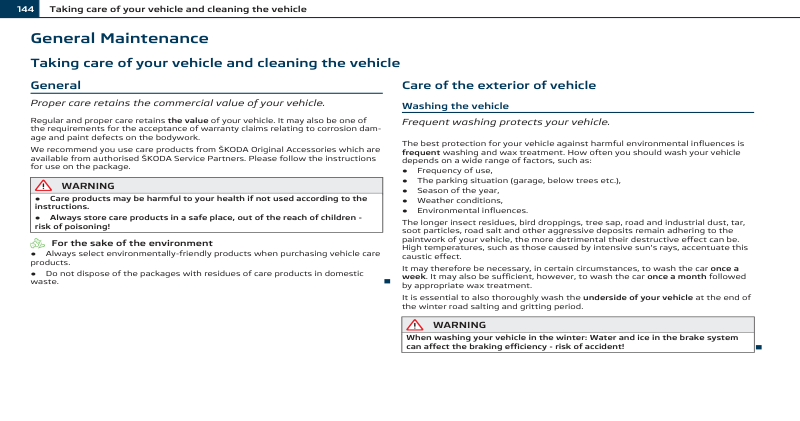 144 Taking care of your vehicle and cleaning the vehicle
General Maintenance
Taking care of your vehicle and cleaning the vehicle
General
Proper care retains the commercial value of your vehicle.
Regular and proper care retains the value of your vehicle. It may also be one of
the requirements for the acceptance of warranty claims relating to corrosion dam-
age and paint defects on the bodywork.
We recommend you use care products from ŠKODA Original Accessories which are
available from authorised ŠKODA Service Partners. Please follow the instructions
for use on the package.
WARNING
● Care products may be harmful to your health if not used according to the
instructions.
● Always store care products in a safe place, out of the reach of children -
risk of poisoning!
For the sake of the environment
● Always select environmentally-friendly products when purchasing vehicle care
products.
● Do not dispose of the packages with residues of care products in domestic
waste.
Care of the exterior of vehicle
Washing the vehicle
Frequent washing protects your vehicle.
The best protection for your vehicle against harmful environmental influences is
frequent washing and wax treatment. How often you should wash your vehicle
depends on a wide range of factors, such as:
● Frequency of use,
● The parking situation (garage, below trees etc.),
● Season of the year,
● Weather conditions,
● Environmental influences.
The longer insect residues, bird droppings, tree sap, road and industrial dust, tar,
soot particles, road salt and other aggressive deposits remain adhering to the
paintwork of your vehicle, the more detrimental their destructive effect can be.
High temperatures, such as those caused by intensive sun's rays, accentuate this
caustic effect.
It may therefore be necessary, in certain circumstances, to wash the car once a
week. It may also be sufficient, however, to wash the car once a month followed
by appropriate wax treatment.
It is essential to also thoroughly wash the underside of your vehicle at the end of
the winter road salting and gritting period.
WARNING
When washing your vehicle in the winter: Water and ice in the brake system
can affect the braking efficiency - risk of accident!